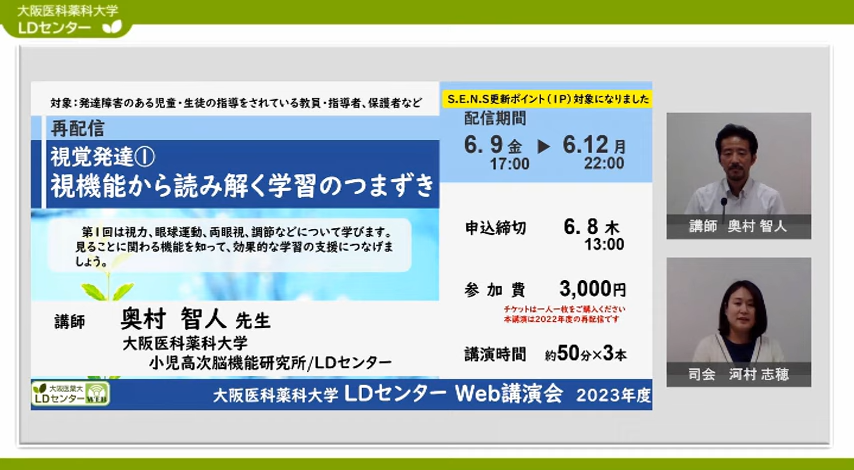 大阪医科薬科大学
LDセンター
対象：発達障害のある児童・生徒の指導をされている教員・指導者、保護者など
再配信
視覚発達①
視機能から読み解く学習のつまずき
第1回は視力、眼球運動、両眼視、調節などについて学びます。
見ることに関わる機能を知って、効果的な学習の支援につなげま
しょう。
講師 奥村 智人 先生
大阪医科薬科大学
小児高次脳機能研究所/LDセンター
S.E.N.S更新ポイント（1P）対象になりました
配信期間
6. 9 金 ▶ 6.12 月
17:00 22:00
申込締切 6. 8 木
13:00
参加費 3,000円
チケットは一人一枚をご購入ください
本講演は2022年度の再配信です
講演時間 約50分×3本
大阪医薬大
LDセンター WEB
大阪医科薬科大学 LDセンター Web講演会 2023年度
講師 奥村 智人
司会 河村 志穂